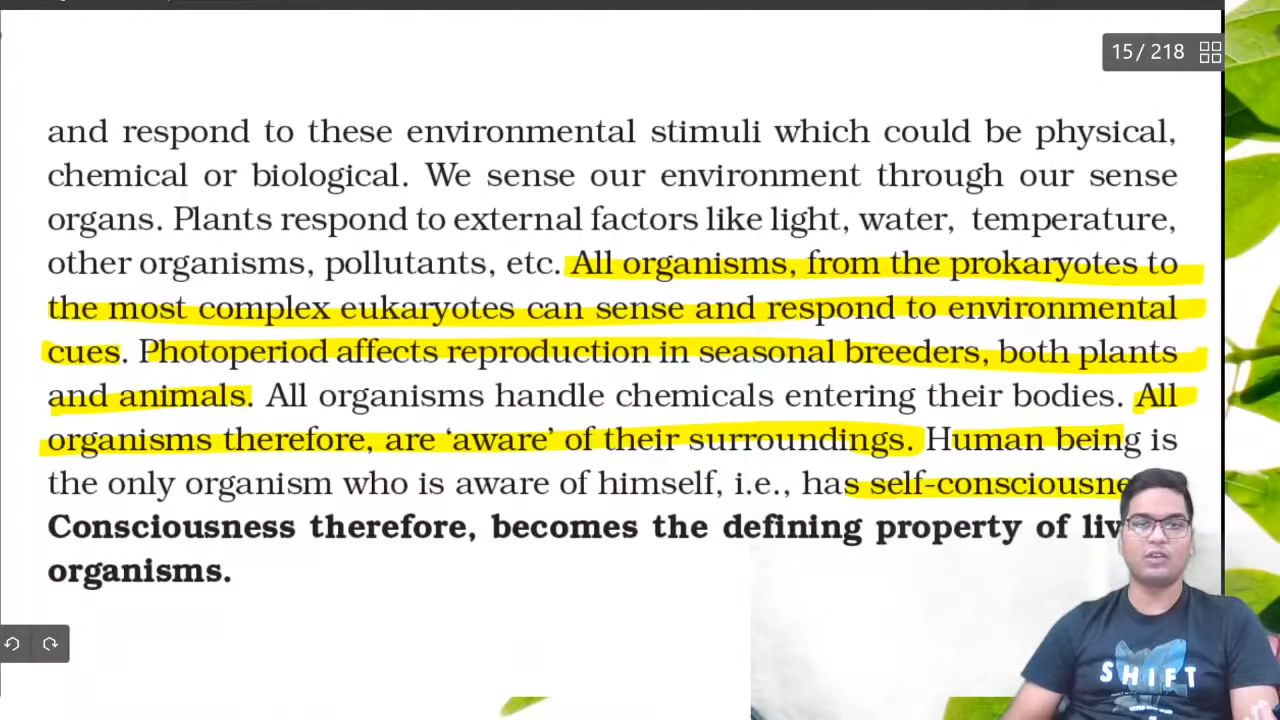 15 / 218
and respond to these environmental stimuli which could be physical,
chemical or biological. We sense our environment through our sense
organs. Plants respond to external factors like light, water, temperature,
other organisms, pollutants, etc. All organisms, from the prokaryotes to
the most complex eukaryotes can sense and respond to environmental
cues. Photoperiod affects reproduction in seasonal breeders, both plants
and animals. All organisms handle chemicals entering their bodies. All
organisms therefore, are ‘aware’ of their surroundings. Human being is
the only organism who is aware of himself, i.e., has self-consciousne
Consciousness therefore, becomes the defining property of liv
organisms.
SHIFT